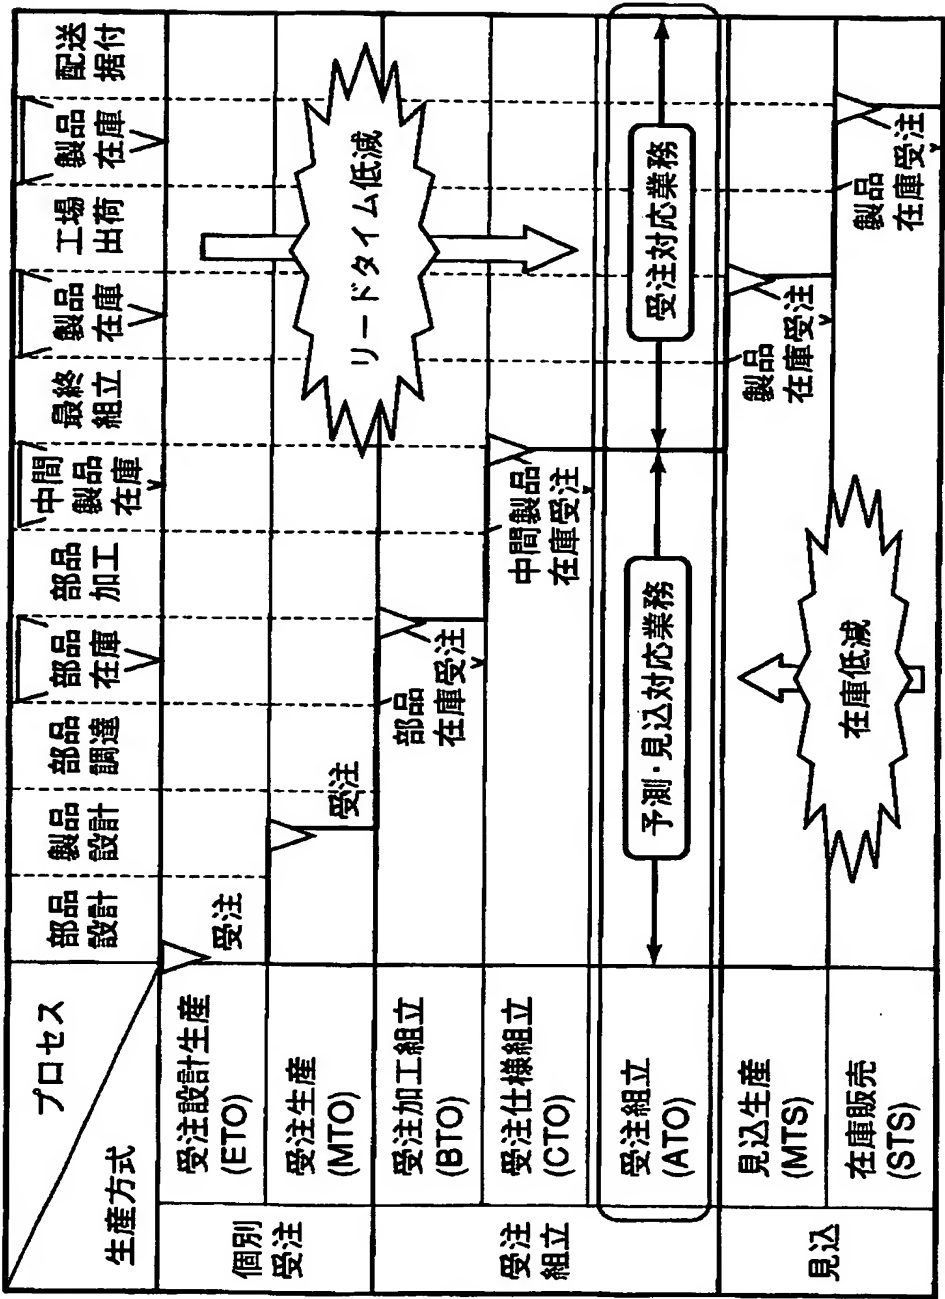 プロセス
生産方式
部品
設計
製品
設計
部品
調達
部品
在庫
部品
加工
中間
製品
在庫
最終
組立
製品
在庫
工場
出荷
製品
在庫
配送
据付
個別
受注
受注設計生産
(ETO)
受注
受注生産
(MTO)
受注
リードタイム低減
受注
組立
受注加工組立
(BTO)
部品
在庫受注
受注仕様組立
(CTO)
中間製品
在庫受注
受注組立
(ATO)
予測・見込対応業務
受注対応業務
見込
見込生産
(MTS)
製品
在庫受注
在庫販売
(STS)
在庫低減
製品
在庫受注